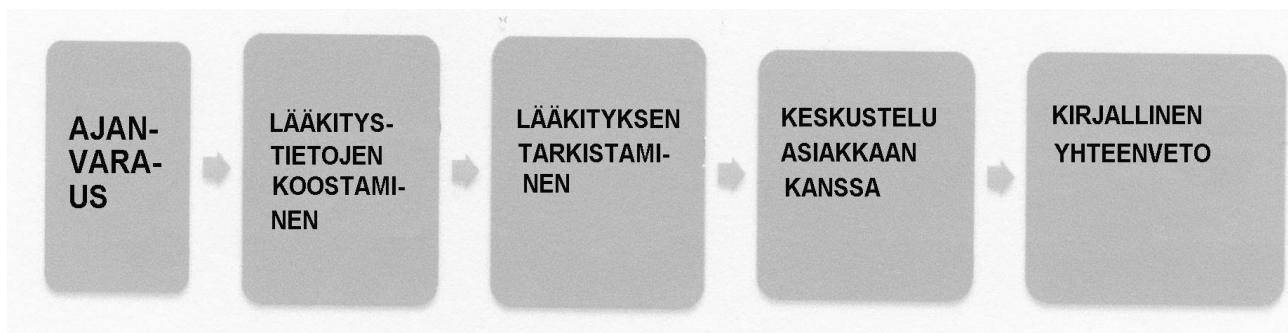 AJAN-
VARA-
US
LÄÄKITYS-
TIETOJEN
KOOSTAMI-
NEN
LÄÄKITYKSEN
TARKISTAMI-
NEN
KESKUSTELU
ASIAKKAAN
KANSSA
KIRJALLINEN
YHTEENVETO